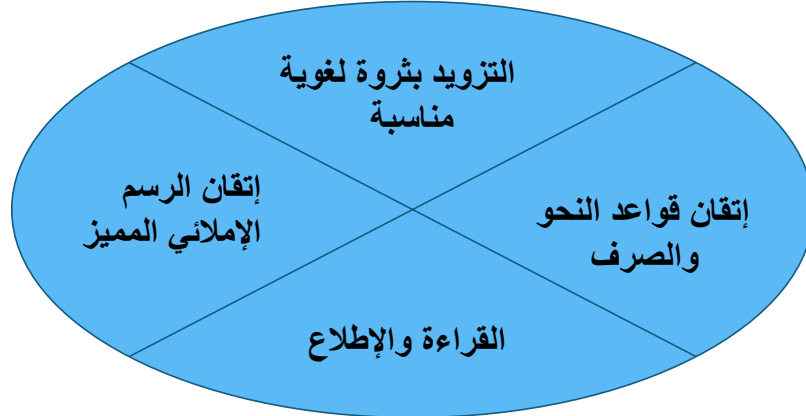 التزويد بثروة لغوية
مناسبة
إتقان قواعد النحو
والصرف
إتقان الرسم
الإملائي المميز
القراءة والإطلاع